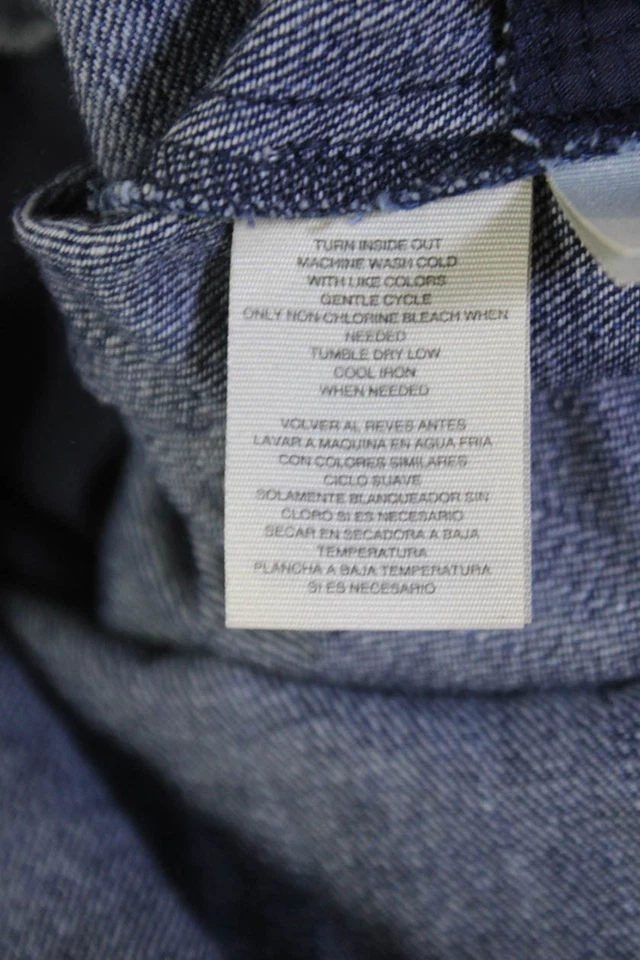 TURN INSIDE OUT
MACHINE WASH COLD
WITH LIKE COLORS
GENTLE CYCLE
ONLY NON-CHLORINE BLEACH WHEN
NEEDED
TUMBLE DRY LOW
COOL IRON
WHEN NEEDED
VOLVER AL REVES ANTES
LAVAR A MAQUINA EN AGUA FRIA
CON COLORES SIMILARES
CICLO SUAVE
SOLAMENTE BLANQUEADOR SIN
CLORO SI ES NECESARIO
SECAR EN SECADORA A BAJA
TEMPERATURA
PLANCHA A BAJA TEMPERATURA
SI ES NECESARIO